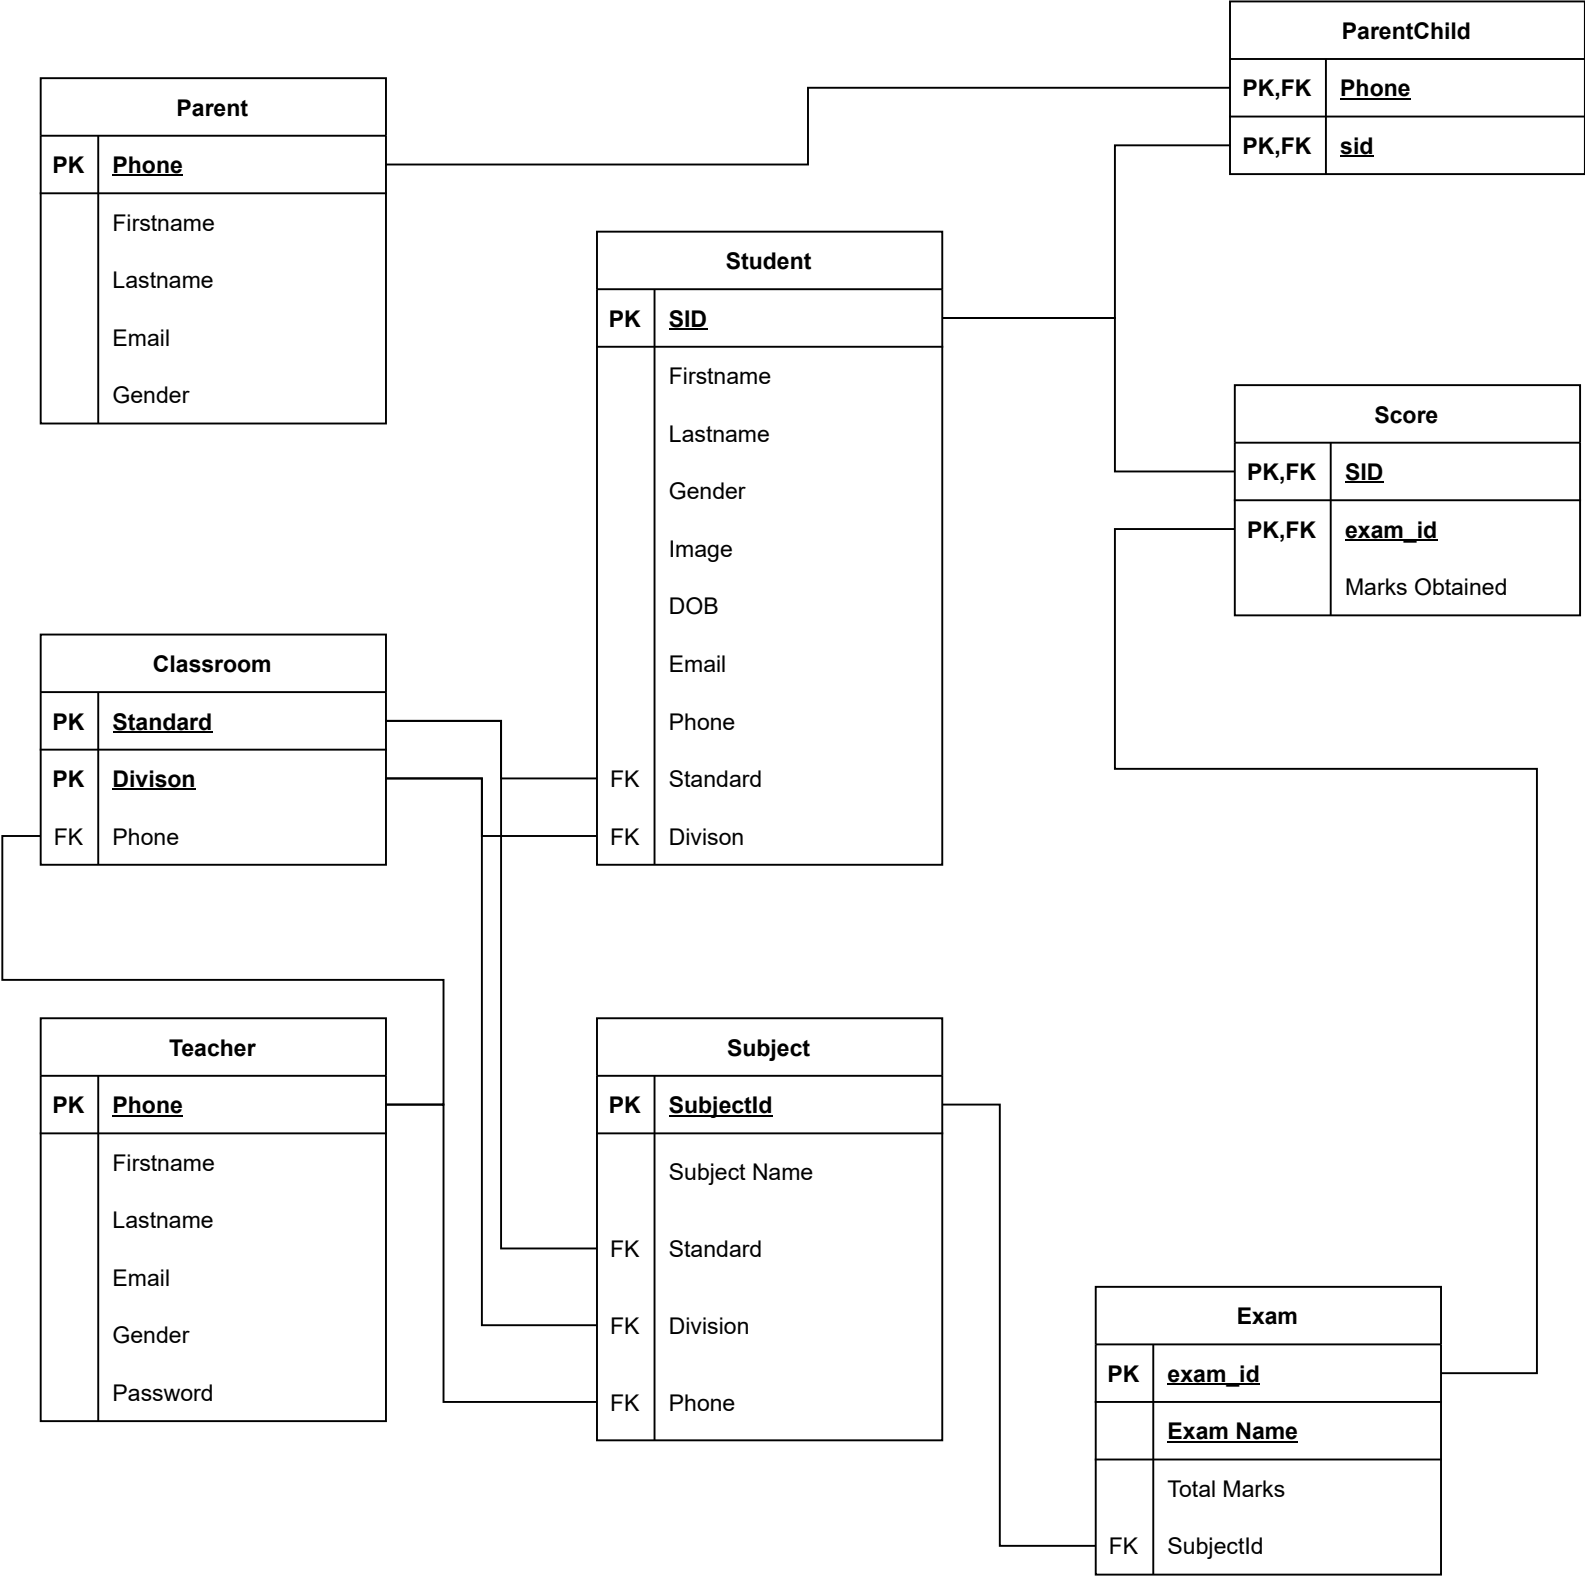 ParentChild
PK,FK Phone
PK,FK sid
Parent
PK Phone
Firstname
Lastname
Email
Gender
Student
PK SID
Firstname
Lastname
Gender
Image
DOB
Email
Phone
FK Standard
FK Divison
Score
PK,FK SID
PK,FK exam_id
Marks Obtained
Classroom
PK Standard
PK Divison
FK Phone
Teacher
PK Phone
Firstname
Lastname
Email
Gender
Password
Subject
PK SubjectId
Subject Name
FK Standard
FK Division
FK Phone
Exam
PK exam_id
Exam Name
Total Marks
FK SubjectId